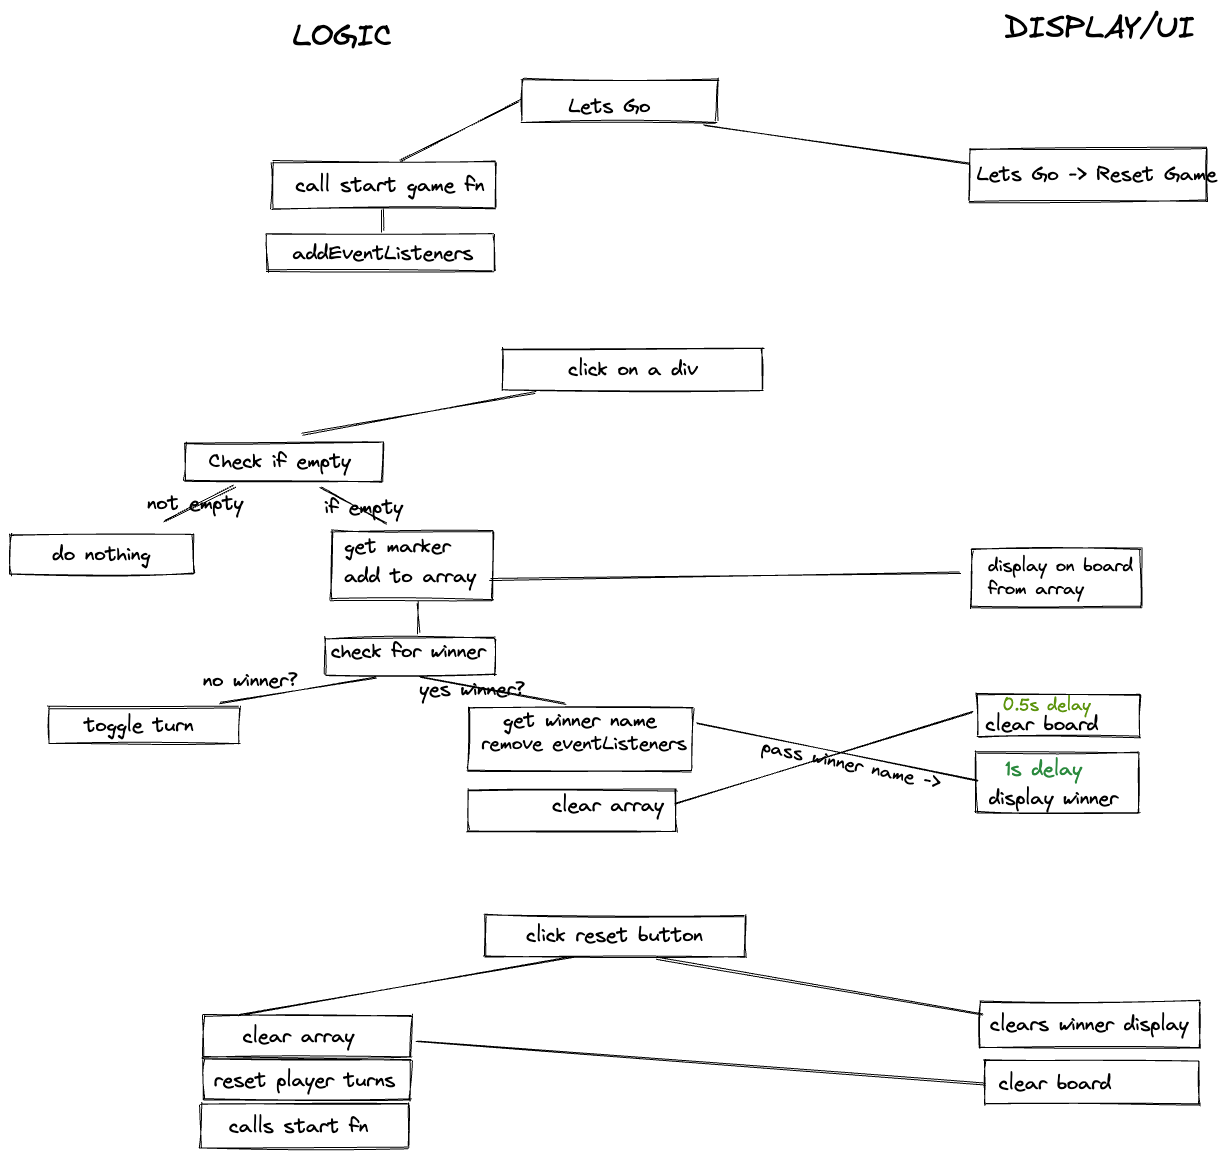 LOGIC
DISPLAY/UI
Lets Go
call start game fn
Lets Go -> Reset Game
addEventListeners
click on a div
Check if empty
not empty
if empty
do nothing
get marker
add to array
display on board
from array
check for winner
no winner?
yes winner?
toggle turn
get winner name
remove eventListeners
0.5s delay
clear board
pass winner name ->
1s delay
display winner
clear array
click reset button
clear array
clears winner display
reset player turns
clear board
calls start fn